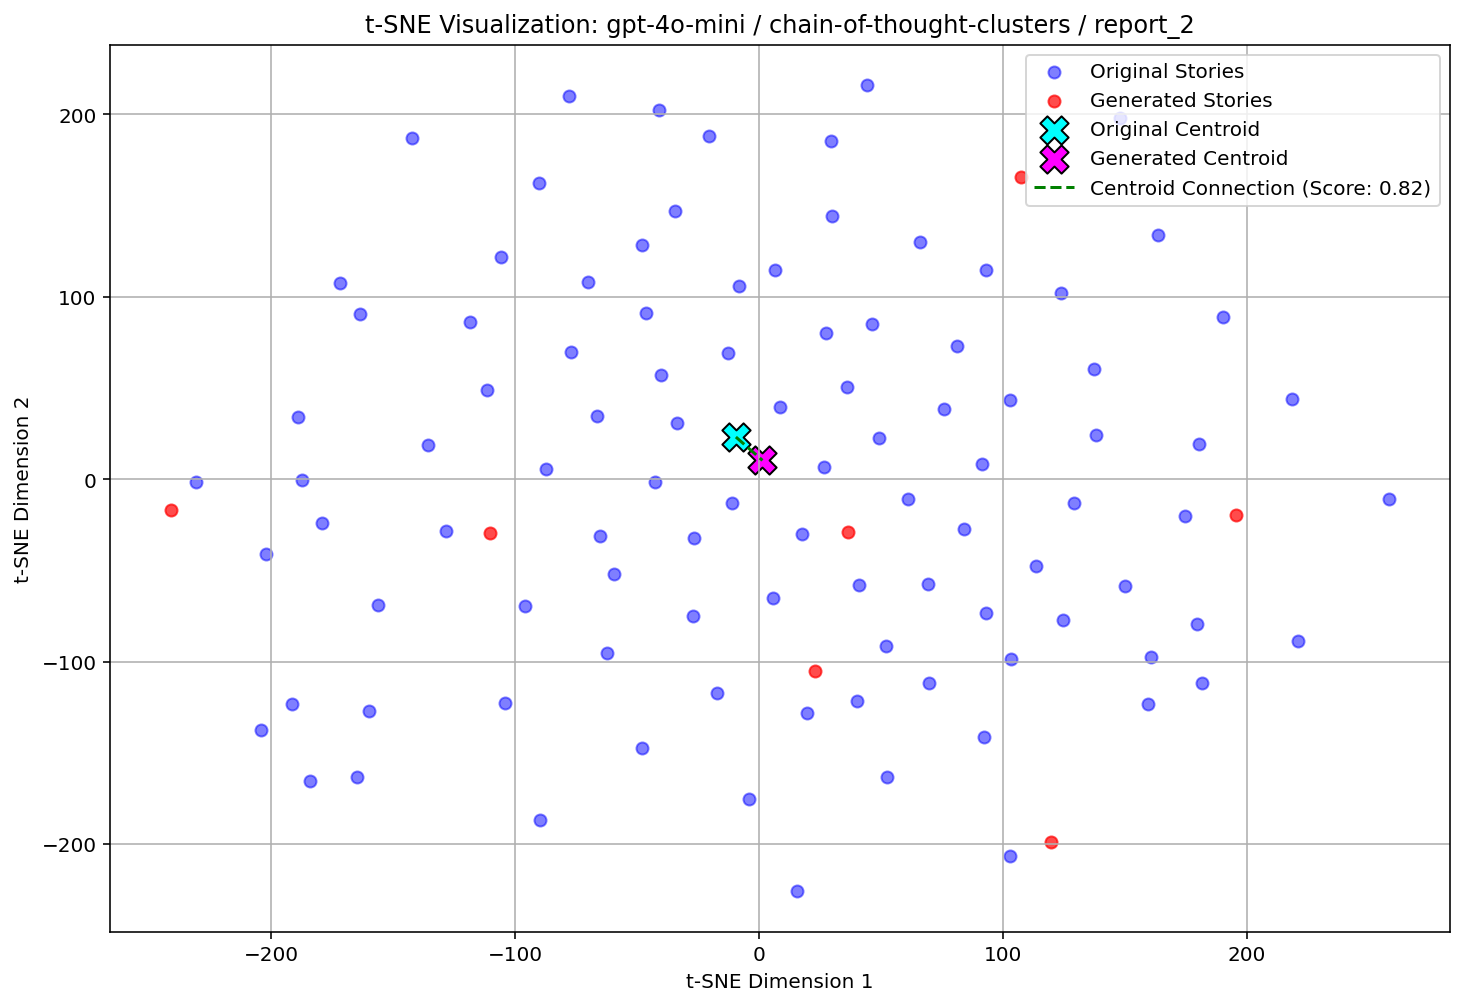 t-SNE Visualization: gpt-4o-mini / chain-of-thought-clusters / report_2
Original Stories
Generated Stories
Original Centroid
Generated Centroid
Centroid Connection (Score: 0.82)
200
100
0
−100
−200
t-SNE Dimension 2
−200
−100
0
100
200
t-SNE Dimension 1